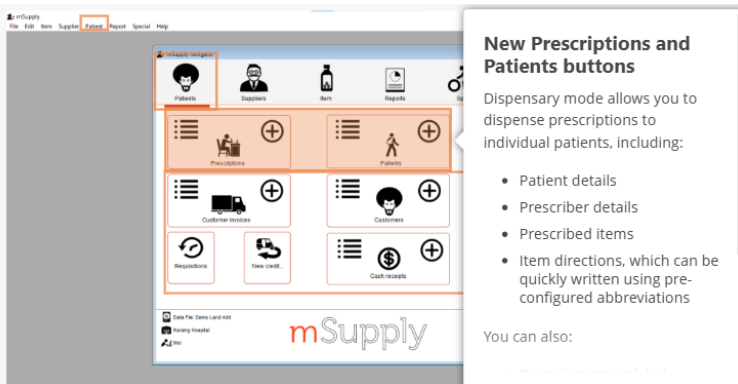 mSupply
File Edit Item Supplier Patient Report Special Help
mSupply navigator
Patients Suppliers Item Reports
Prescriptions Patients
Customer invoices Customers
Requisitions New credit.. Cash receipts
Data File: Demo Land Add
Korang Hospital
mSupply
New Prescriptions and
Patients buttons
Dispensary mode allows you to
dispense prescriptions to
individual patients, including:
• Patient details
• Prescriber details
• Prescribed items
• Item directions, which can be
quickly written using pre-
configured abbreviations
You can also: